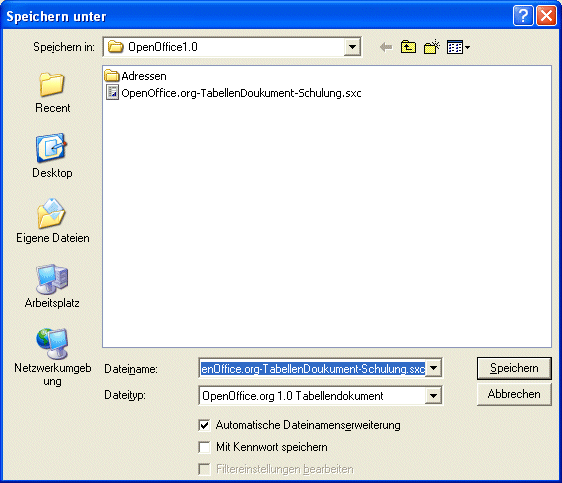 Speichern unter
Speichern in:
OpenOffice1.0
Recent
Desktop
Eigene Dateien
Arbeitsplatz
Netzwerkumgeb
ung
Adressen
OpenOffice.org-TabellenDoukument-Schulung.sxc
Dateiname:
enOffice.org-TabellenDoukument-Schulung.sxc
Speichern
Dateityp:
OpenOffice.org 1.0 Tabellendokument
Abbrechen
Automatische Dateinamenserweiterung
Mit Kennwort speichern
Filtereinstellungen bearbeiten